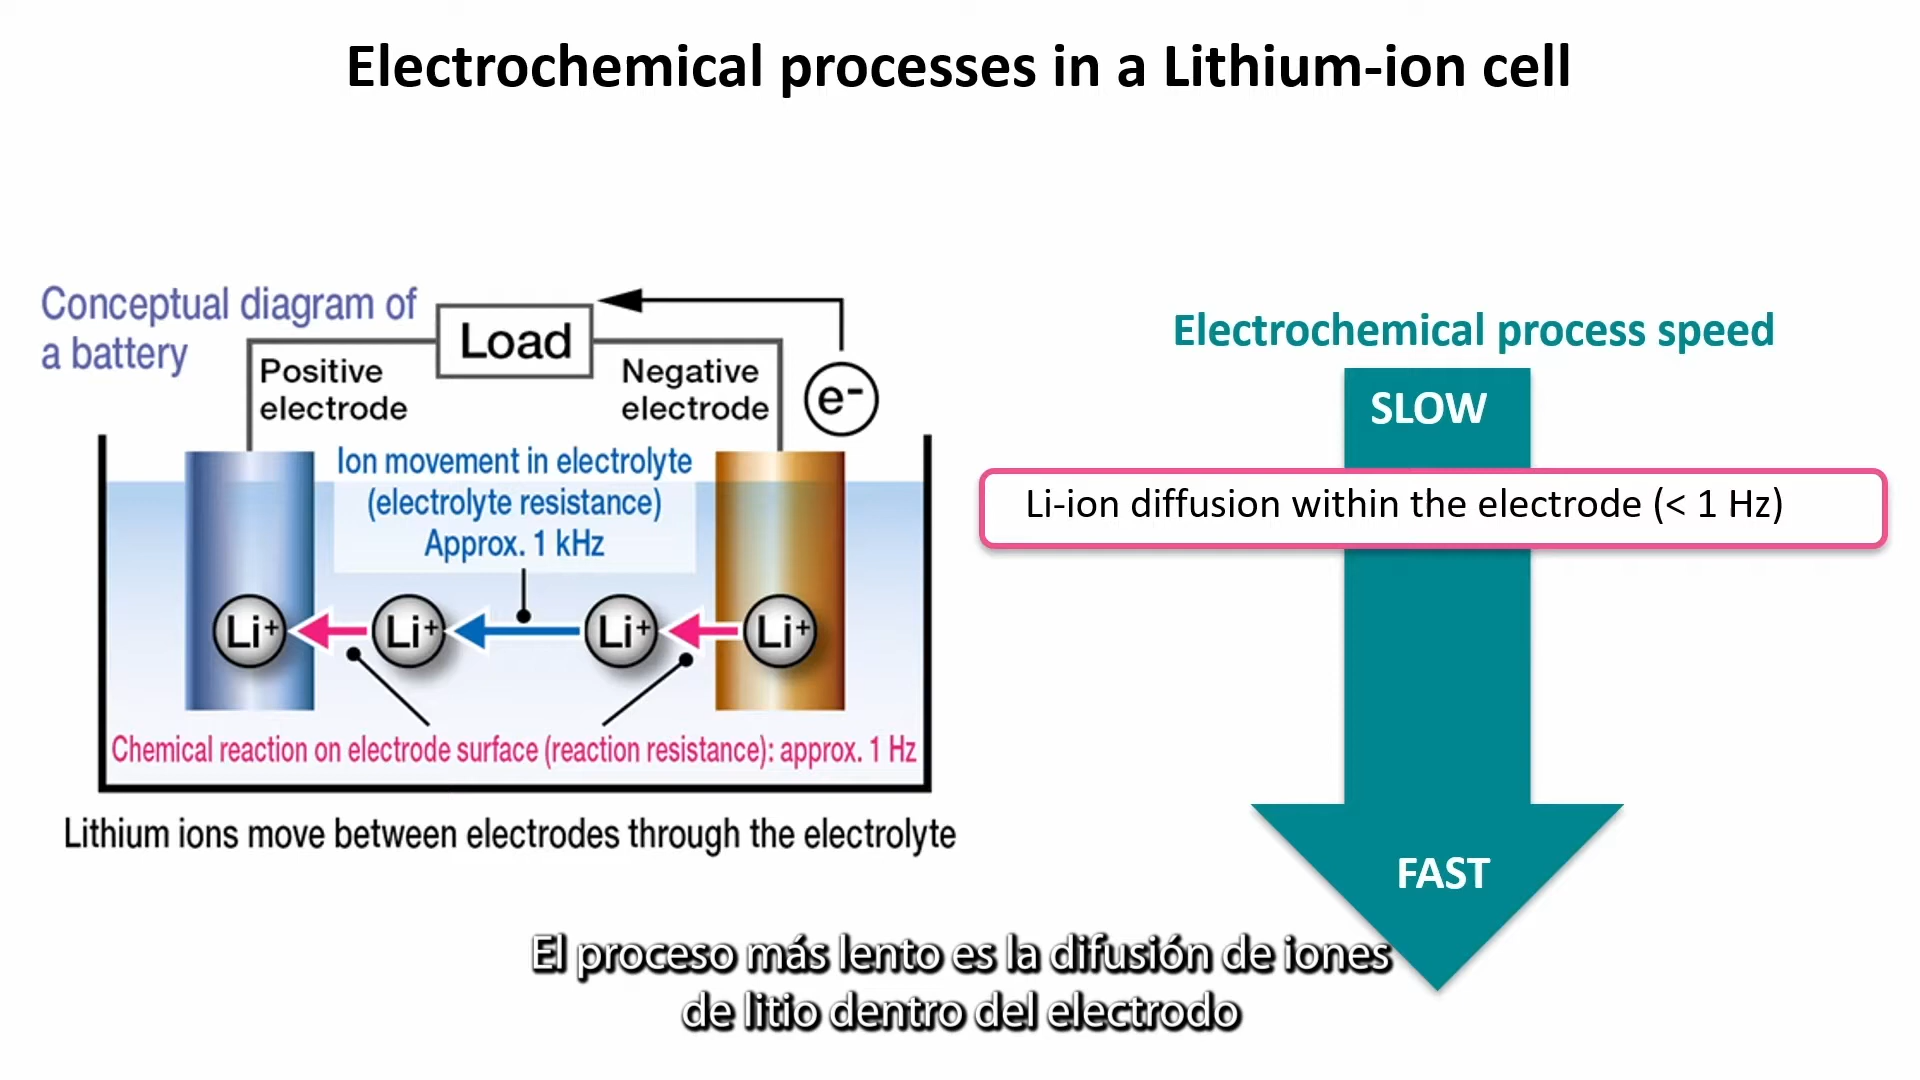 Electrochemical processes in a Lithium-ion cell
Conceptual diagram of
a battery
Load
Positive
electrode
Negative
electrode
e-
Ion movement in electrolyte
(electrolyte resistance)
Approx. 1 kHz
Li+
Li+
Li+
Li+
Chemical reaction on electrode surface (reaction resistance): approx. 1 Hz
Lithium ions move between electrodes through the electrolyte
Electrochemical process speed
SLOW
Li-ion diffusion within the electrode (< 1 Hz)
FAST
El proceso más lento es la difusión de iones
de litio dentro del electrodo